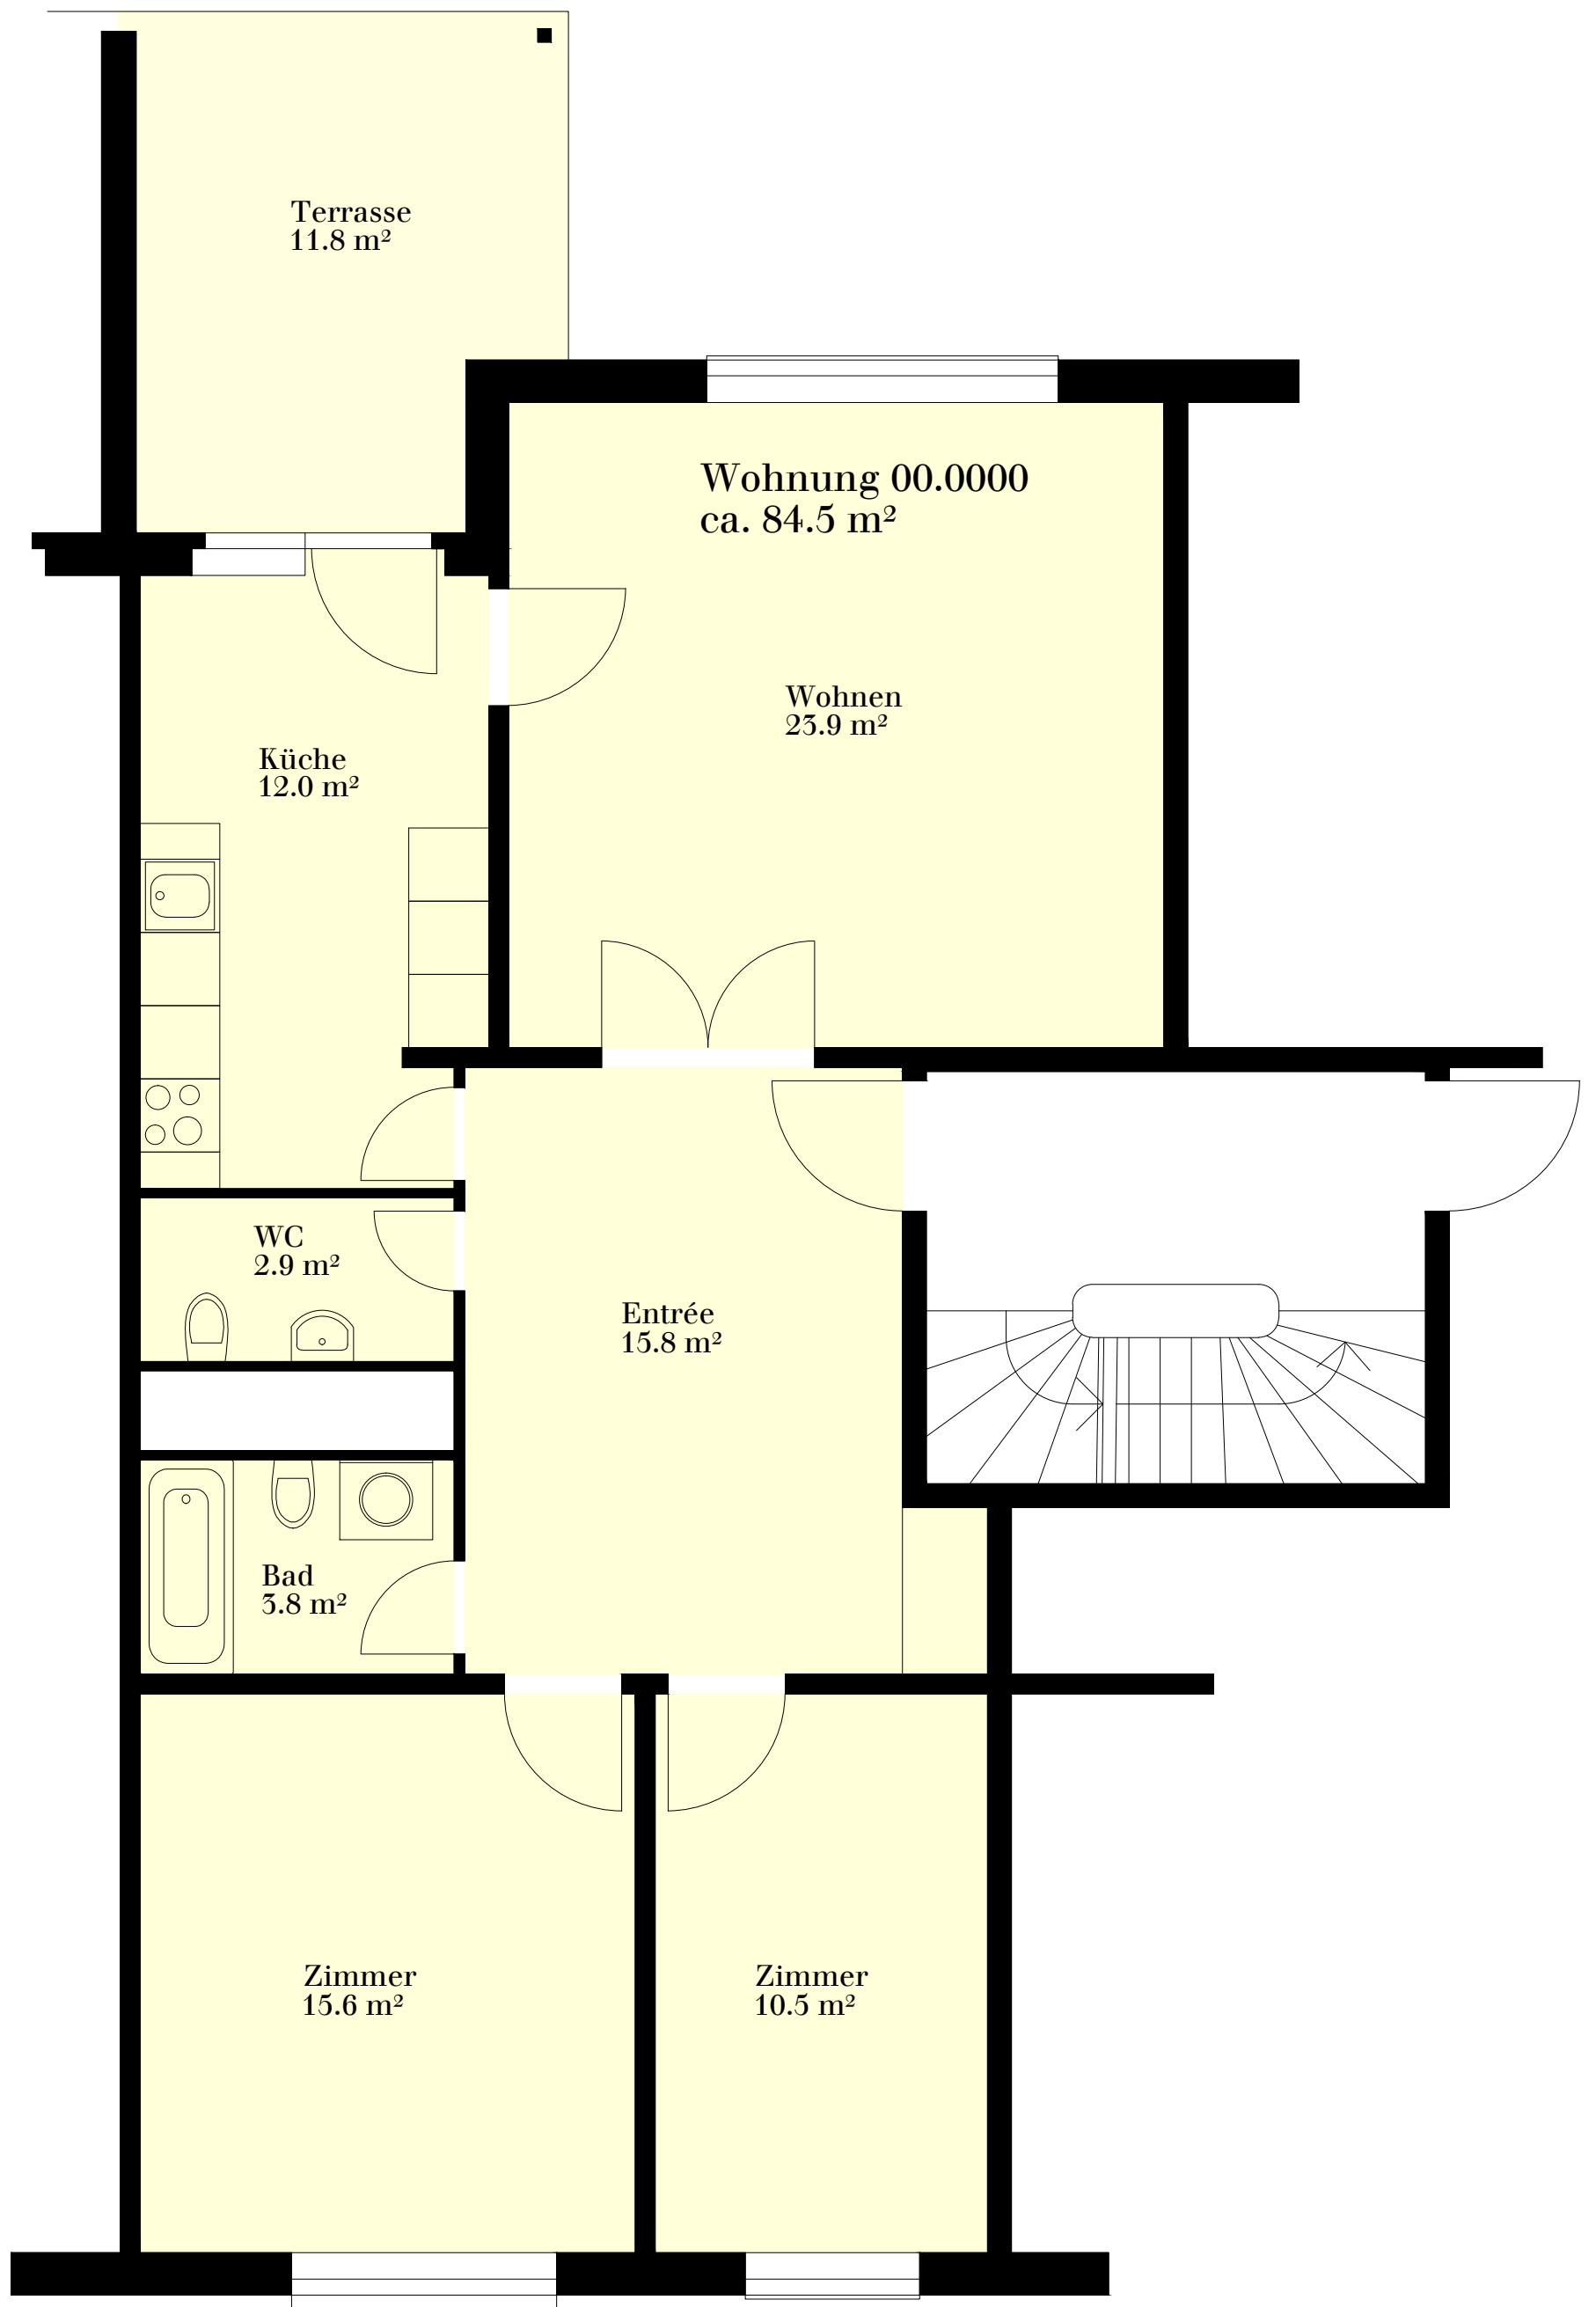 Terrasse
11.8 m²
Wohnung 00.0000
ca. 84.5 m²
Wohnen
23.9 m²
Küche
12.0 m²
WC
2.9 m²
Entrée
15.8 m²
Bad
3.8 m²
Zimmer
15.6 m²
Zimmer
10.5 m²